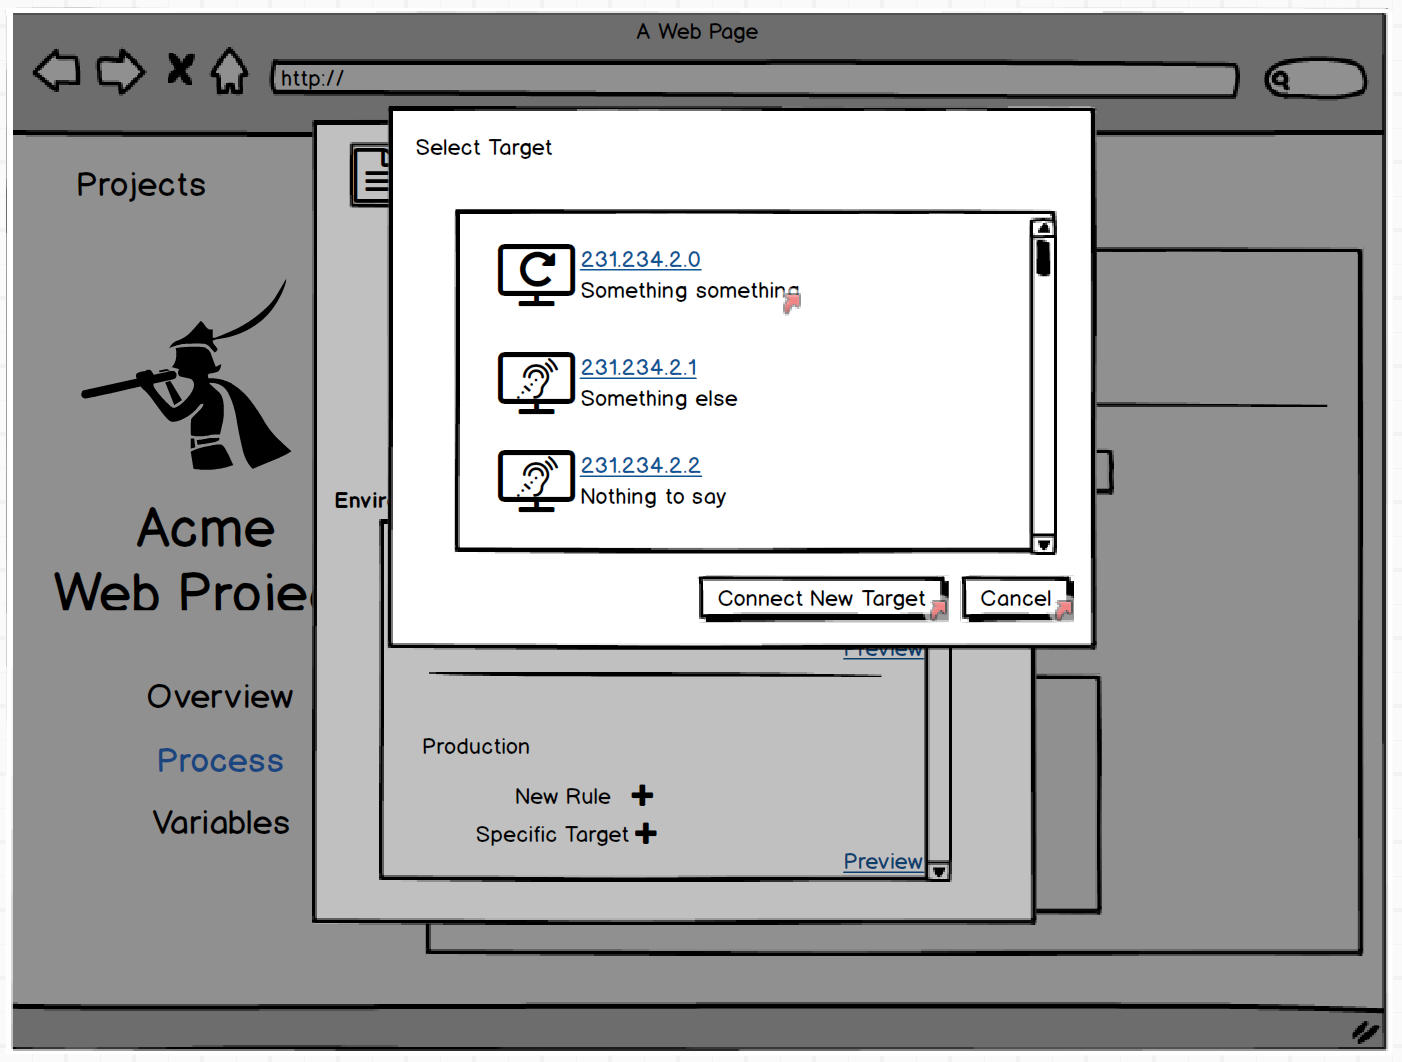 A Web Page
http://
Projects
Select Target
231.234.2.0
Something something
231.234.2.1
Something else
231.234.2.2
Nothing to say
Connect New Target
Cancel
Acme
Web
Overview
Process
Variables
Preview
Production
New Rule
Specific Target
Preview